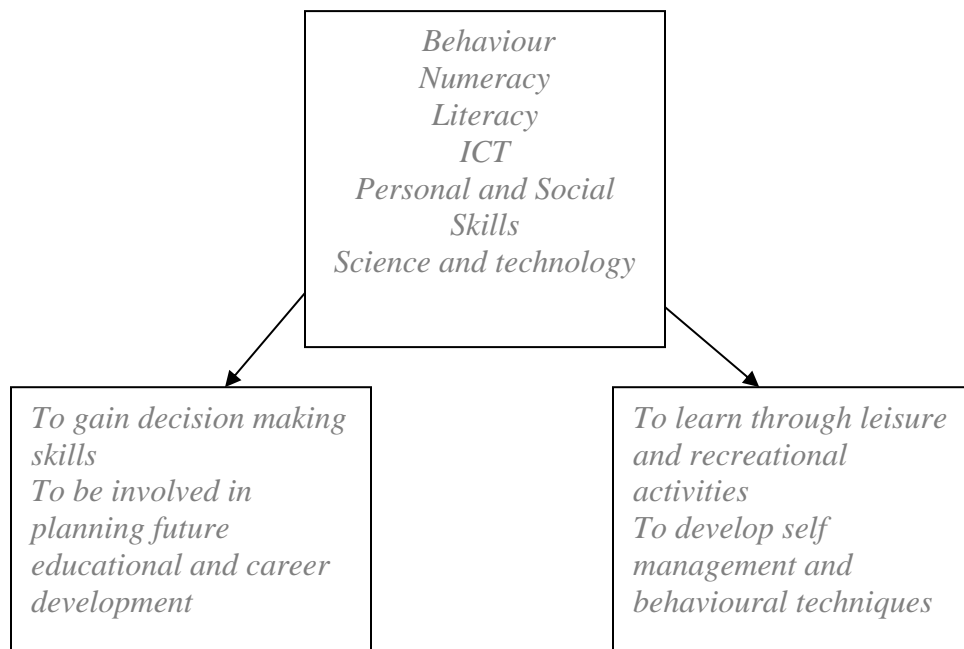 Behaviour
Numeracy
Literacy
ICT
Personal and Social
Skills
Science and technology
To gain decision making
skills
To be involved in
planning future
educational and career
development
To learn through leisure
and recreational
activities
To develop self
management and
behavioural techniques